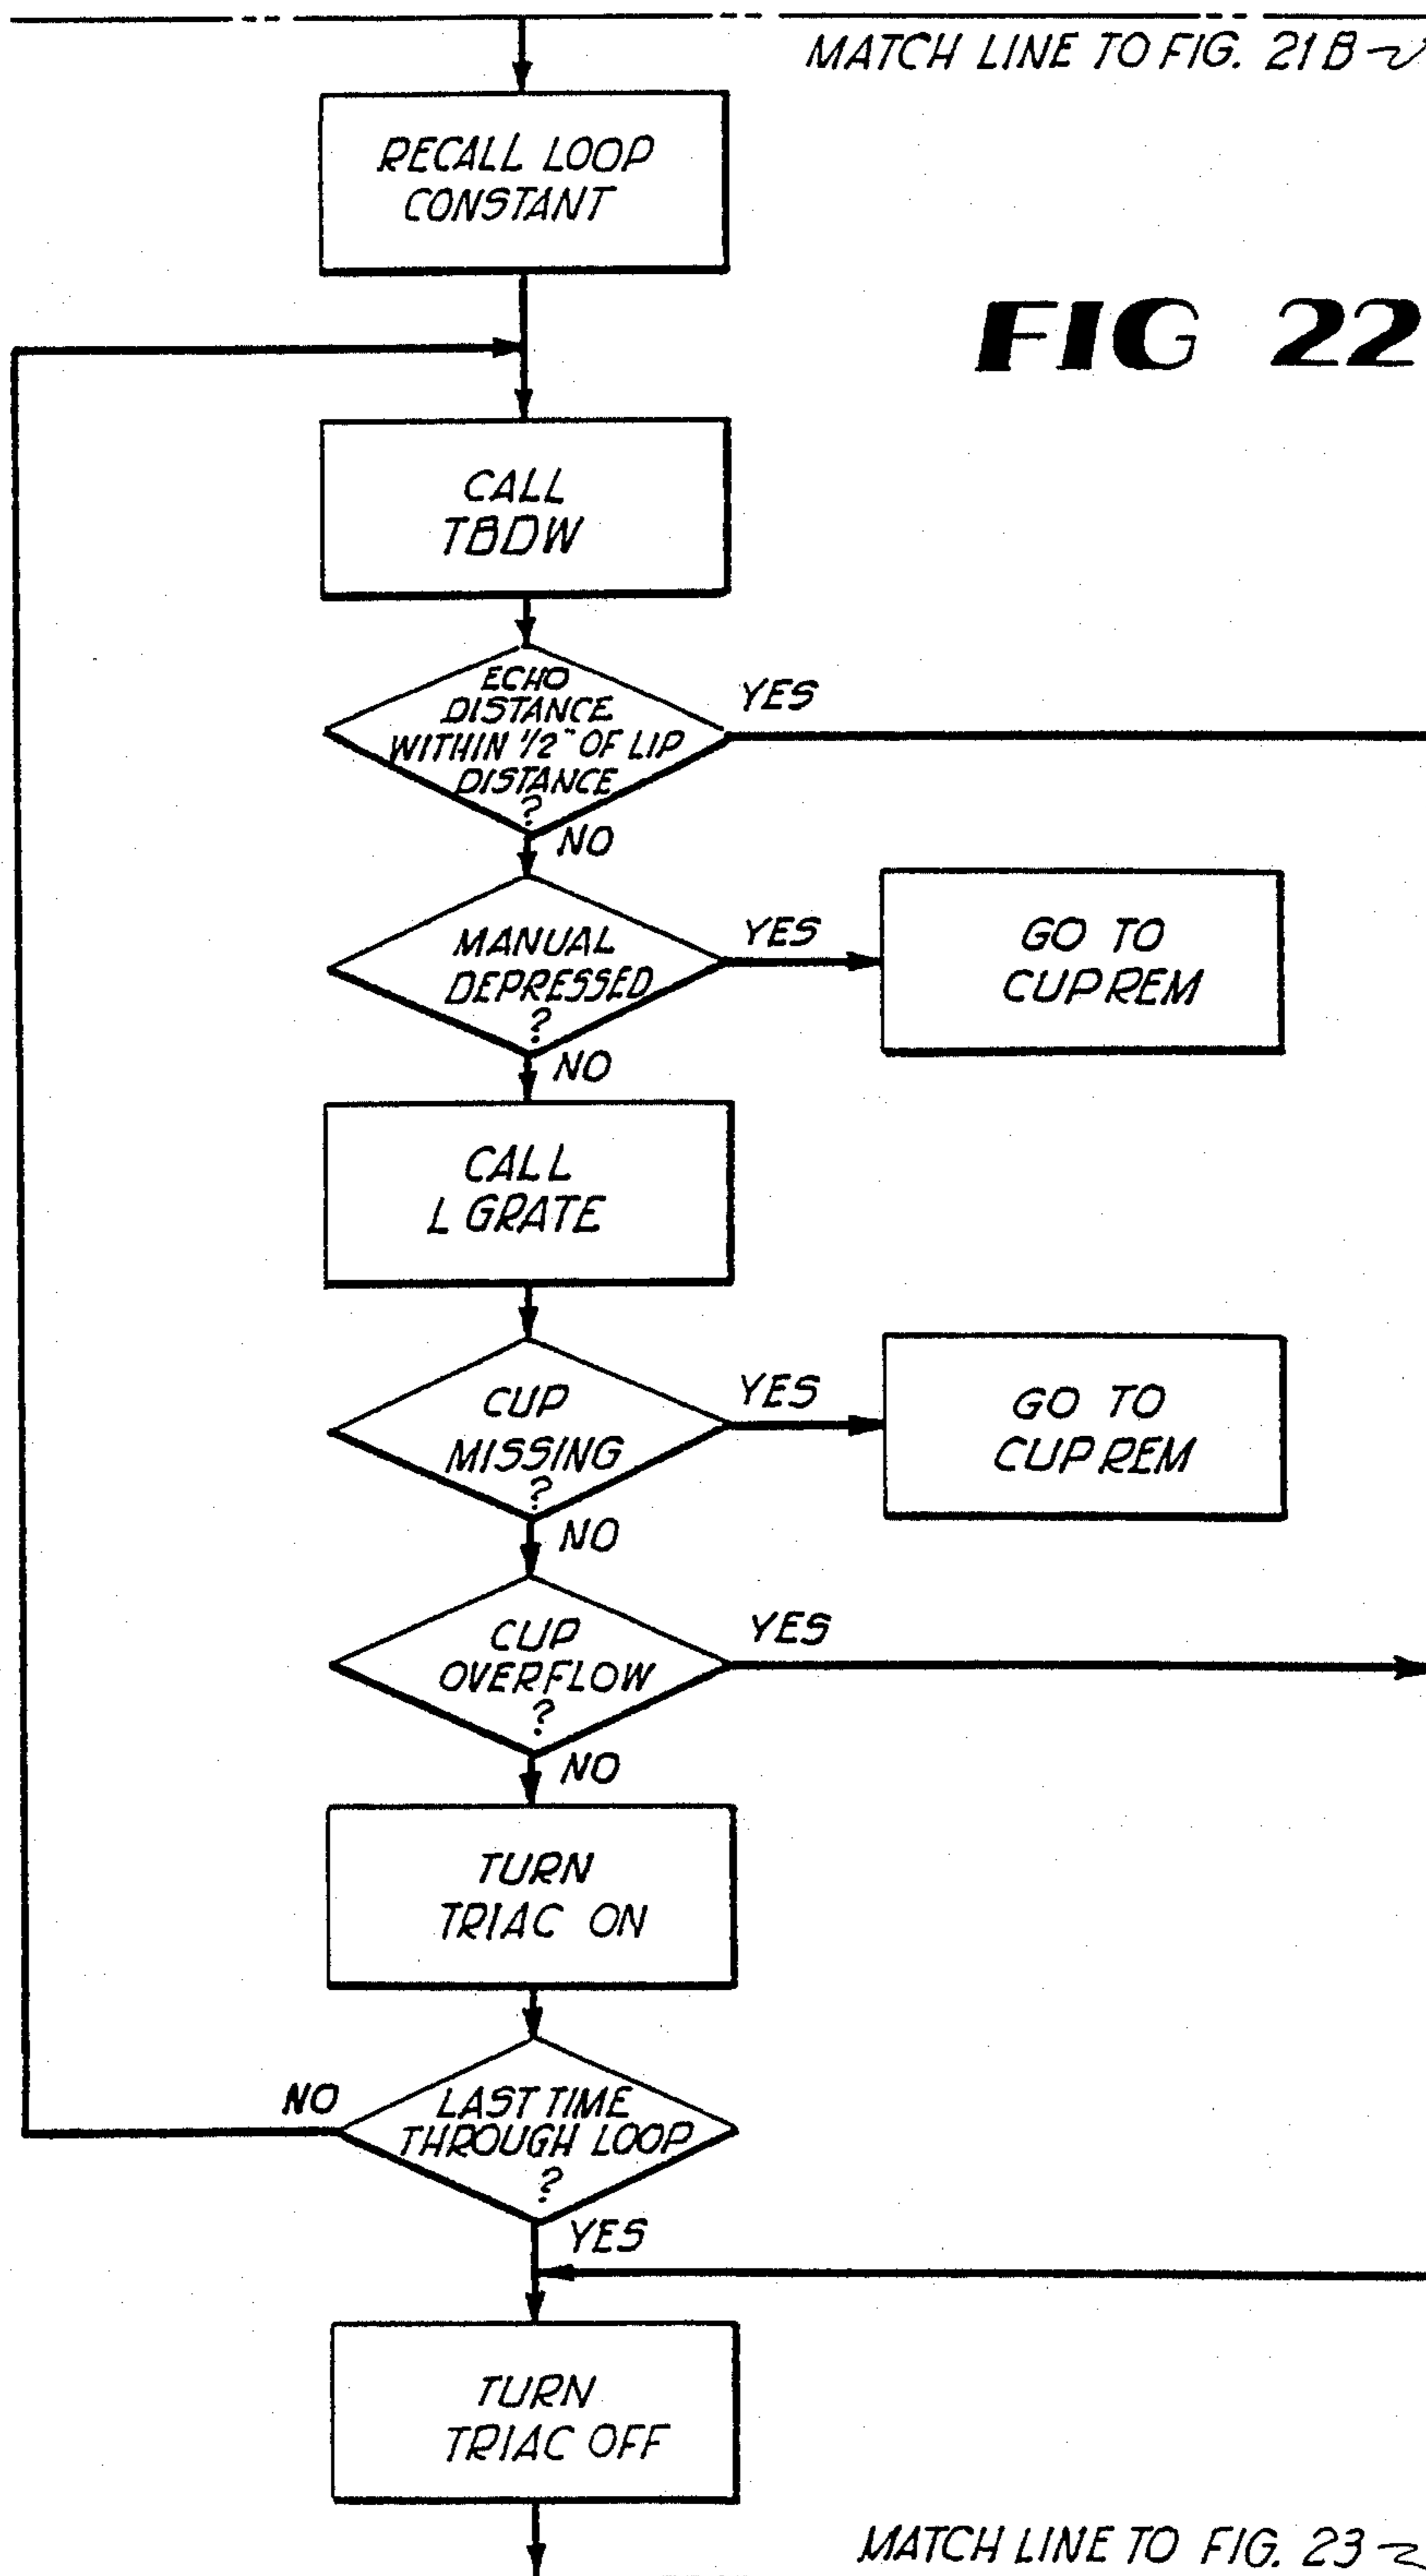 MATCH LINE TO FIG. 21B
RECALL LOOP
CONSTANT
FIG 22
CALL
TBDW
ECHO
DISTANCE
WITHIN 1/2" OF LIP
DISTANCE
?
YES
NO
MANUAL
DEPRESSED
?
YES
GO TO
CUPREM
NO
CALL
L GRATE
CUP
MISSING
?
YES
GO TO
CUPREM
NO
CUP
OVERFLOW
?
YES
NO
TURN
TRIAC ON
NO
LAST TIME
THROUGH LOOP
?
YES
TURN
TRIAC OFF
MATCH LINE TO FIG. 23